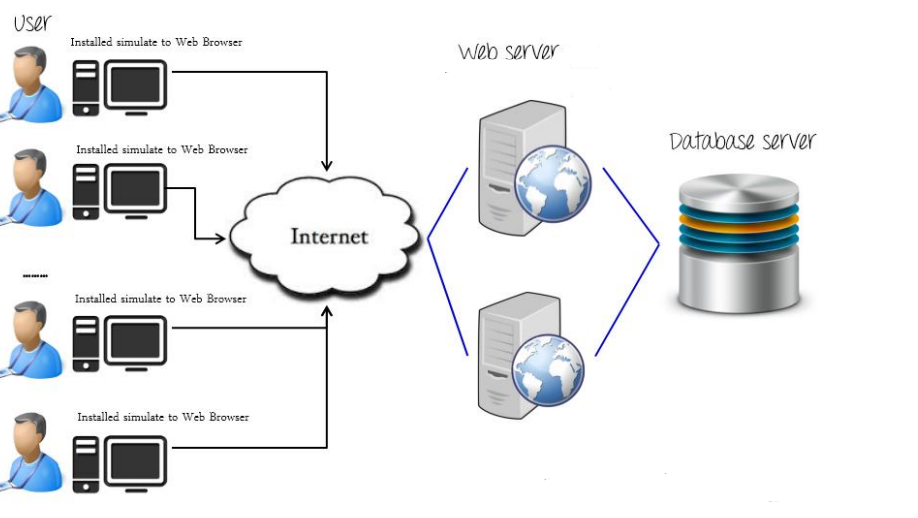 User
Installed simulate to Web Browser
Web server
Installed simulate to Web Browser
Database server
Internet
.........
Installed simulate to Web Browser
Installed simulate to Web Browser